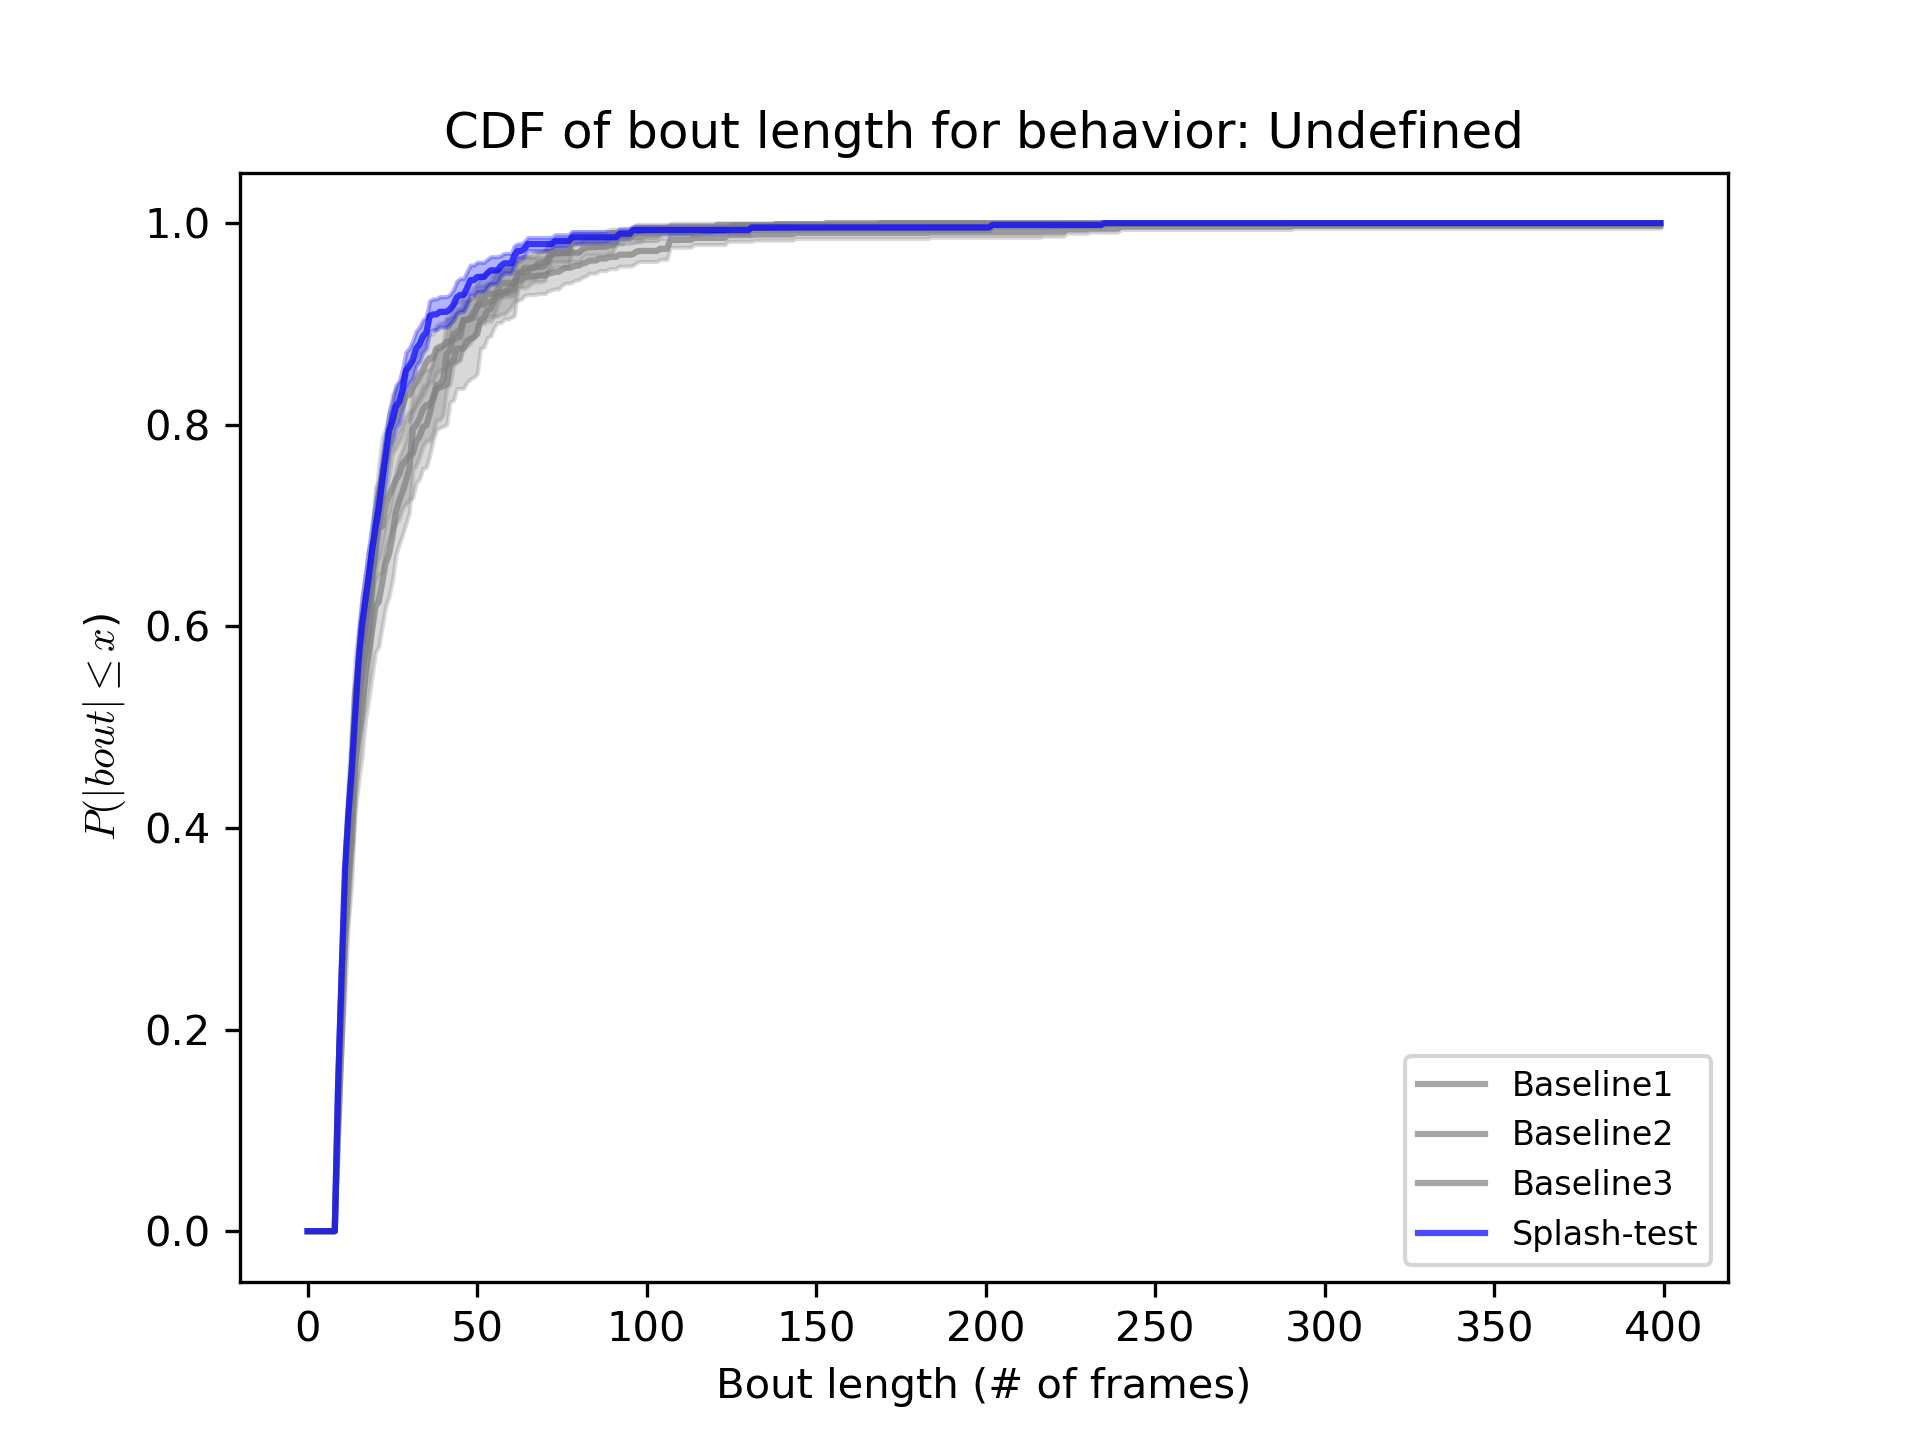 CDF of bout length for behavior: Undefined
P(|bout| ≤ x)
1.0
0.8
0.6
0.4
0.2
0.0
0 50 100 150 200 250 300 350 400
Bout length (# of frames)
Baseline1
Baseline2
Baseline3
Splash-test